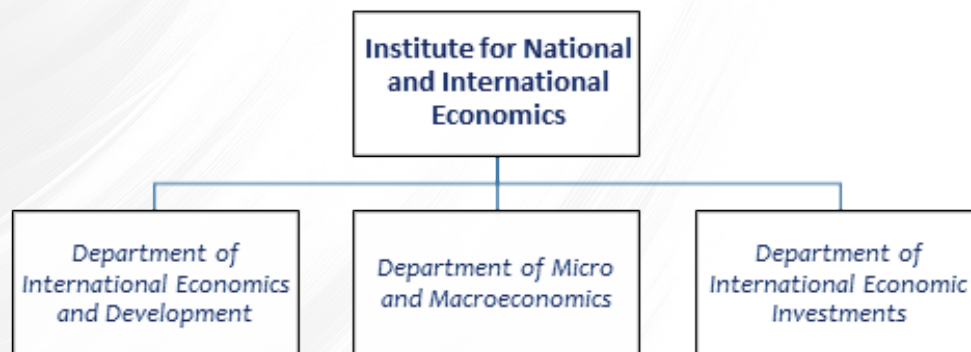 Institute for National
and International
Economics
Department of
International Economics
and Development
Department of Micro
and Macroeconomics
Department of
International Economic
Investments